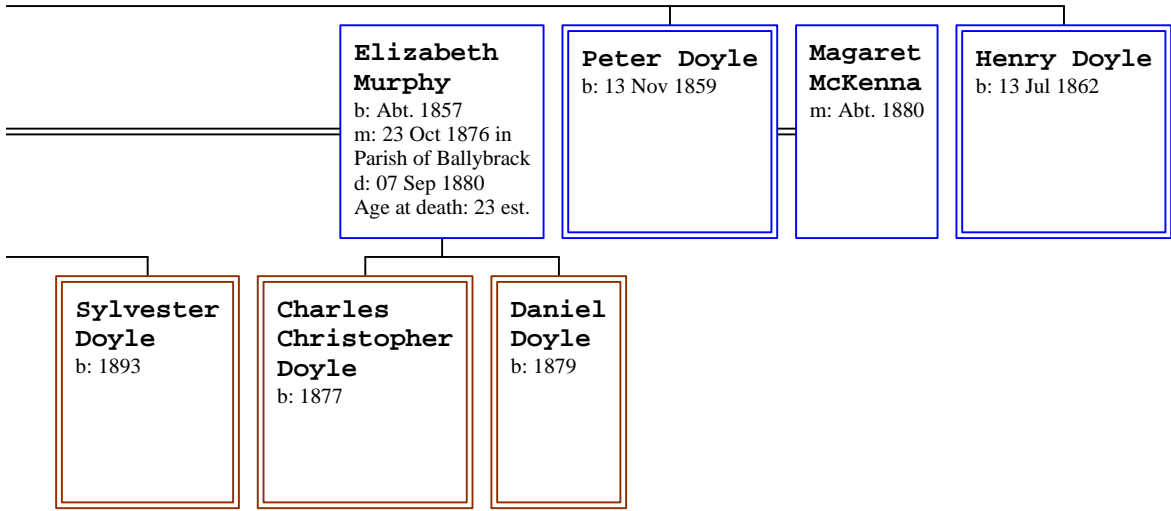 Elizabeth
Murphy
b: Abt. 1857
m: 23 Oct 1876 in
Parish of Ballybrack
d: 07 Sep 1880
Age at death: 23 est.
Peter Doyle
b: 13 Nov 1859
Magaret
McKenna
m: Abt. 1880
Henry Doyle
b: 13 Jul 1862
Sylvester
Doyle
b: 1893
Charles
Christopher
Doyle
b: 1877
Daniel
Doyle
b: 1879